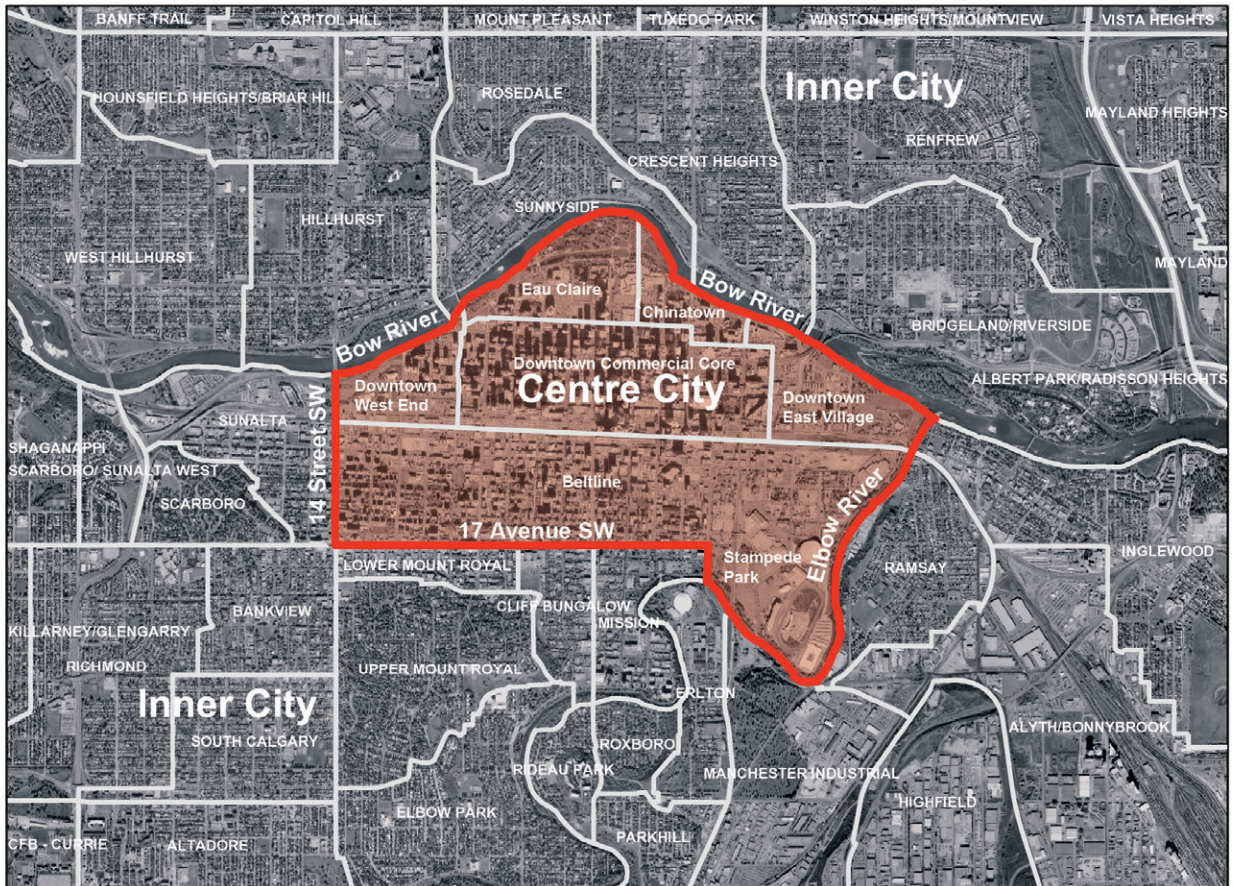 BANFF TRAIL
CAPITOL HILL
MOUNT PLEASANT
TUXEDO PARK
WINSTON HEIGHTS/MOUNTVIEW
VISTA HEIGHTS
Inner City
HOUNSFIELD HEIGHTS/BRIAR HILL
ROSEDALE
MAYLAND HEIGHTS
RENFREW
CRESCENT HEIGHTS
HILLHURST
SUNNYSIDE
WEST HILLHURST
MAYLAND
Eau Claire
Bow River
Chinatown
Bow River
BRIDGELAND/RIVERSIDE
Downtown Commercial Core
Centre City
ALBERT PARK/RADISSON HEIGHTS
Downtown
West End
Downtown
East Village
SUNALTA
14 Street SW
SHAGANAPPI
SCARBORO/ SUNALTA WEST
SCARBORO
Beltline
Elbow River
17 Avenue SW
Stampede
Park
INGLEWOOD
LOWER MOUNT ROYAL
RAMSAY
BANKVIEW
CLIFF BUNGALOW
MISSION
KILLARNEY/GLENGARRY
RICHMOND
UPPER MOUNT ROYAL
ERLTON
Inner City
SOUTH CALGARY
ROXBORO
ALYTH/BONNYBROOK
RIDEAU PARK
MANCHESTER INDUSTRIAL
HIGHFIELD
ELBOW PARK
PARKHILL
CFB - CURRIE
ALTADORE